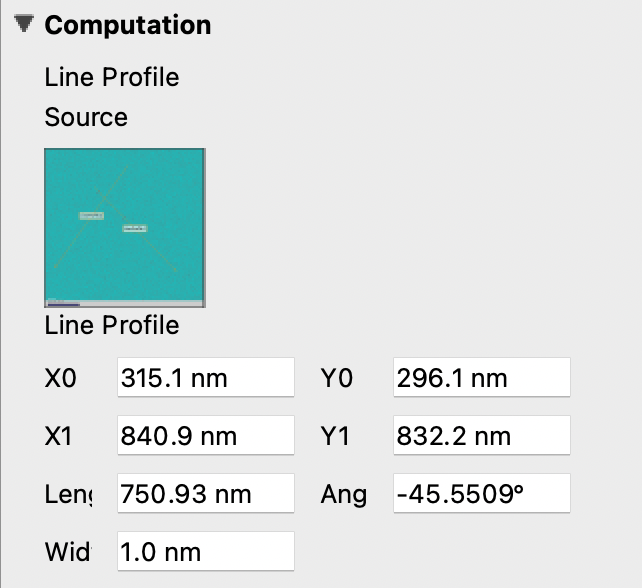 Computation
Line Profile
Source
Line Profile
X0 315.1 nm Y0 296.1 nm
X1 840.9 nm Y1 832.2 nm
Leng 750.93 nm Ang -45.5509°
Wid 1.0 nm